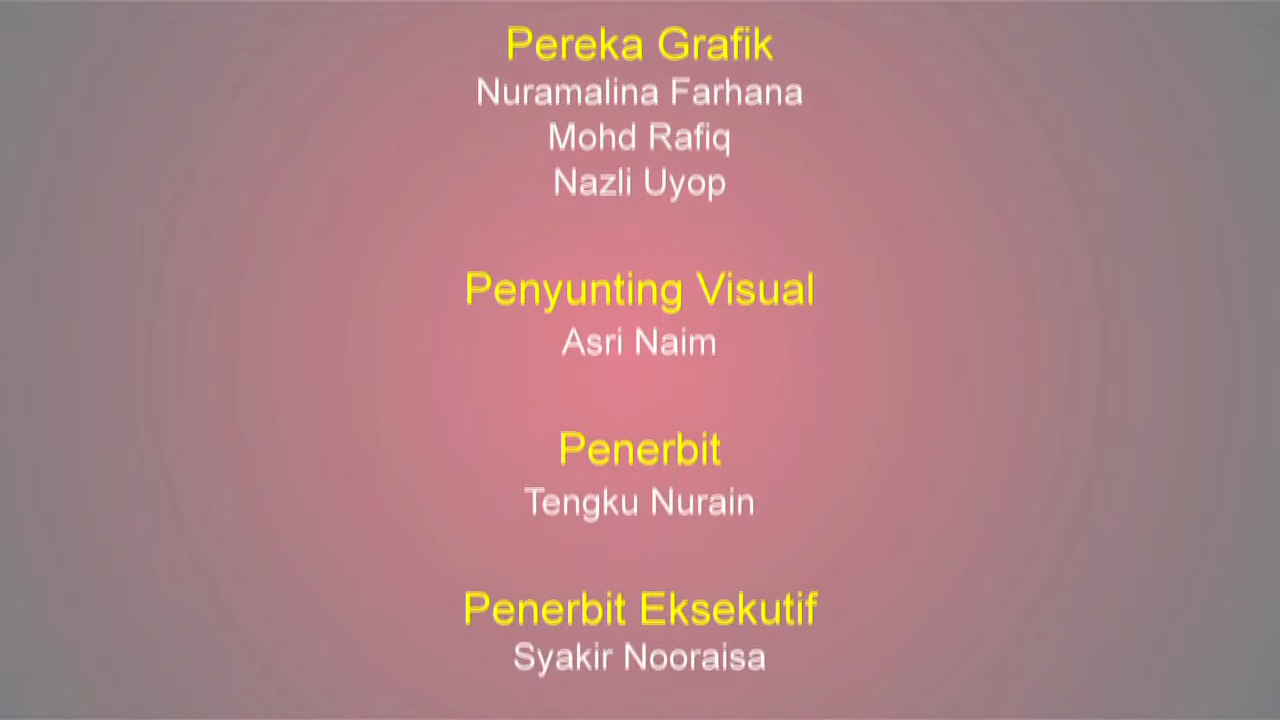 Pereka Grafik
Nuramalina Farhana
Mohd Rafiq
Nazli Uyop
Penyunting Visual
Asri Naim
Penerbit
Tengku Nurain
Penerbit Eksekutif
Syakir Nooraisa